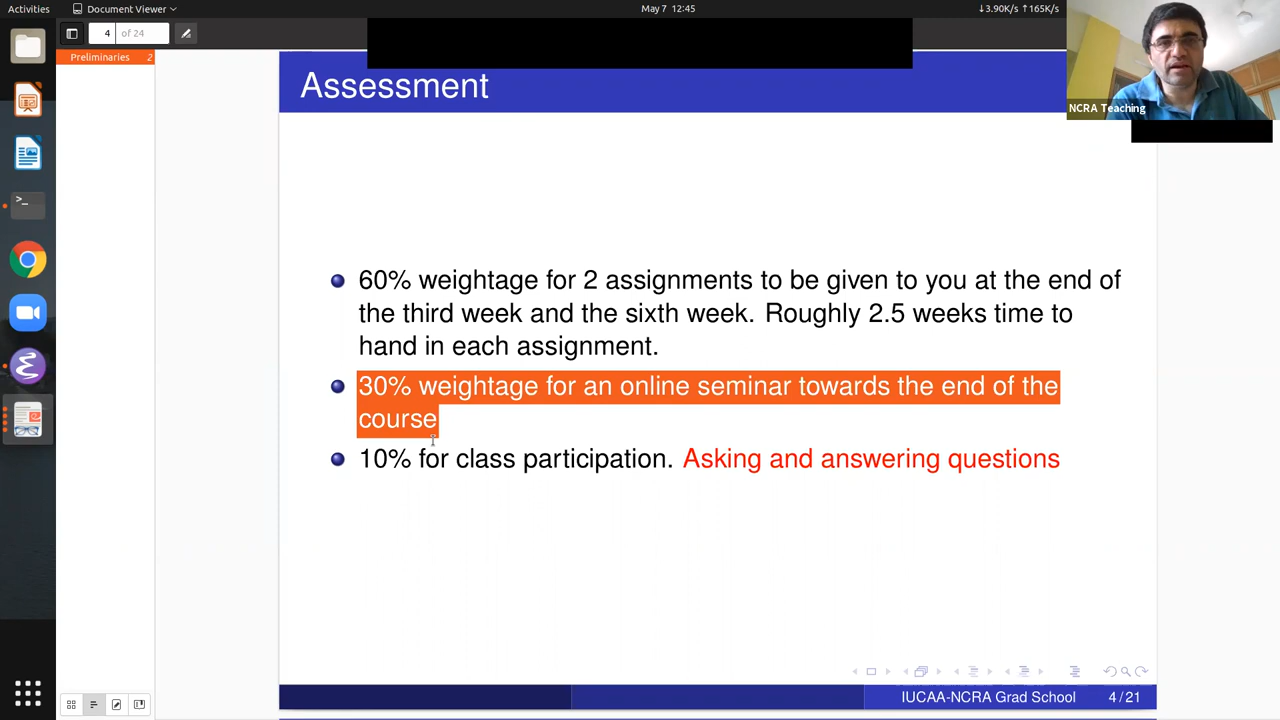 Activities
Document Viewer
May 7 12:45
↓3.90K/s ↑165K/s
4 of 24
Preliminaries 2
Assessment
NCRA Teaching
60% weightage for 2 assignments to be given to you at the end of
the third week and the sixth week. Roughly 2.5 weeks time to
hand in each assignment.
30% weightage for an online seminar towards the end of the
course
10% for class participation. Asking and answering questions
IUCAA-NCRA Grad School 4/21